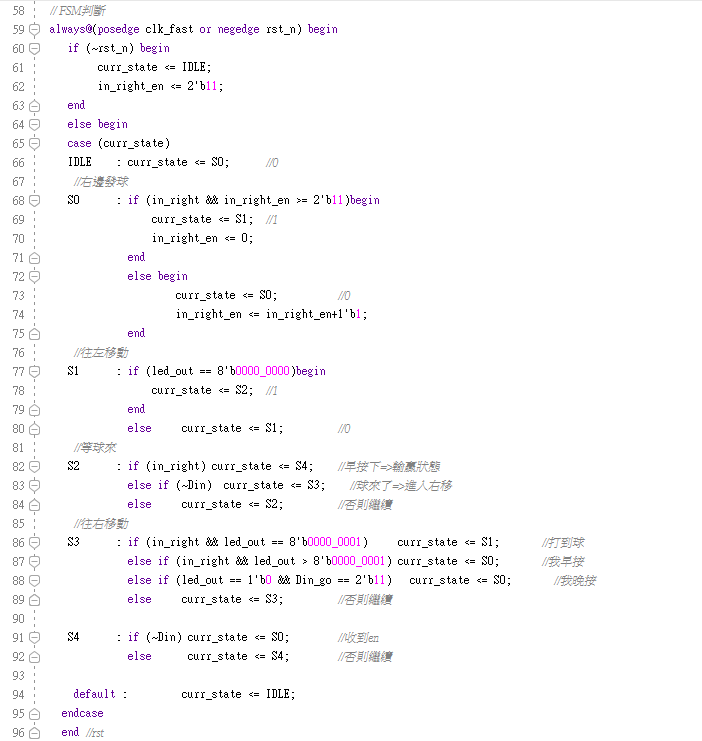 58 // FSM判斷
59 always@(posedge clk_fast or negedge rst_n) begin
60 if (~rst_n) begin
61 curr_state <= IDLE;
62 in_right_en <= 2'b11;
63 end
64 else begin
65 case (curr_state)
66 IDLE : curr_state <= S0; //0
67 //右邊發球
68 S0 : if (in_right && in_right_en >= 2'b11)begin
69 curr_state <= S1; //1
70 in_right_en <= 0;
71 end
72 else begin
73 curr_state <= S0; //0
74 in_right_en <= in_right_en+1'b1;
75 end
76 //往左移動
77 S1 : if (led_out == 8'b0000_0000)begin
78 curr_state <= S2; //1
79 end
80 else curr_state <= S1; //0
81 //等球來
82 S2 : if (in_right) curr_state <= S4; //早按下=>輸贏狀態
83 else if (~Din) curr_state <= S3; //球來了=>進入右移
84 else curr_state <= S2; //否則繼續
85 //往右移動
86 S3 : if (in_right && led_out == 8'b0000_0001) curr_state <= S1; //打到球
87 else if (in_right && led_out > 8'b0000_0001) curr_state <= S0; //我早接
88 else if (led_out == 1'b0 && Din_go == 2'b11) curr_state <= S0; //我晚接
89 else curr_state <= S3; //否則繼續
90
91 S4 : if (~Din) curr_state <= S0; //收到en
92 else curr_state <= S4; //否則繼續
93
94 default : curr_state <= IDLE;
95 endcase
96 end //rst